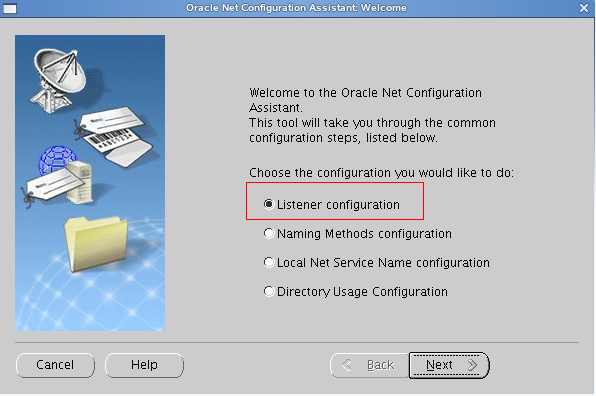 Oracle Net Configuration Assistant: Welcome
Welcome to the Oracle Net Configuration
Assistant.
This tool will take you through the common
configuration steps, listed below.
Choose the configuration you would like to do:
Listener configuration
Naming Methods configuration
Local Net Service Name configuration
Directory Usage Configuration
Cancel
Help
Back
Next